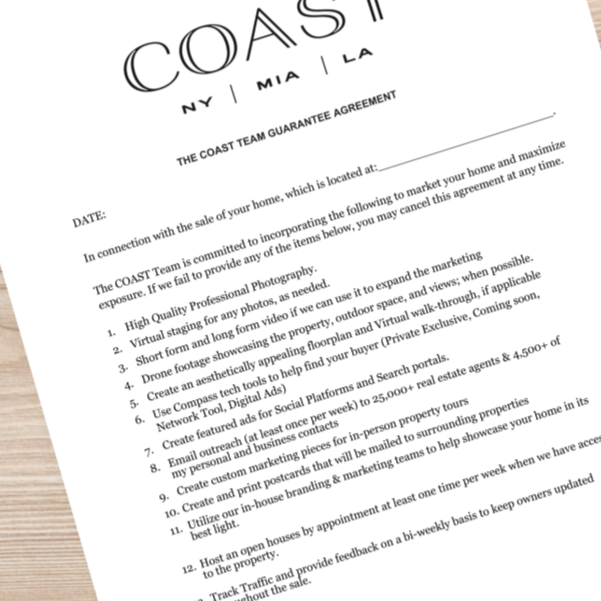 COAST
NY | MIA | LA
THE COAST TEAM GUARANTEE AGREEMENT
DATE:
In connection with the sale of your home, which is located at:____________________.
The COAST Team is committed to incorporating the following to market your home and maximize
exposure. If we fail to provide any of the items below, you may cancel this agreement at any time.
1. High Quality Professional Photography.
2. Virtual staging for any photos, as needed.
3. Short form and long form video if we can use it to expand the marketing
4. Drone footage showcasing the property, outdoor space, and views; when possible.
5. Create an aesthetically appealing floorplan and Virtual walk-through, if applicable
6. Use Compass tech tools to help find your buyer (Private Exclusive, Coming soon,
Network Tool, Digital Ads)
7. Create featured ads for Social Platforms and Search portals.
8. Email outreach (at least once per week) to 25,000+ real estate agents & 4,500+ of
my personal and business contacts
9. Create custom marketing pieces for in-person property tours
10. Create and print postcards that will be mailed to surrounding properties
11. Utilize our in-house branding & marketing teams to help showcase your home in its
best light.
12. Host an open houses by appointment at least one time per week when we have acces
to the property.
Track Traffic and provide feedback on a bi-weekly basis to keep owners updated
the sale.